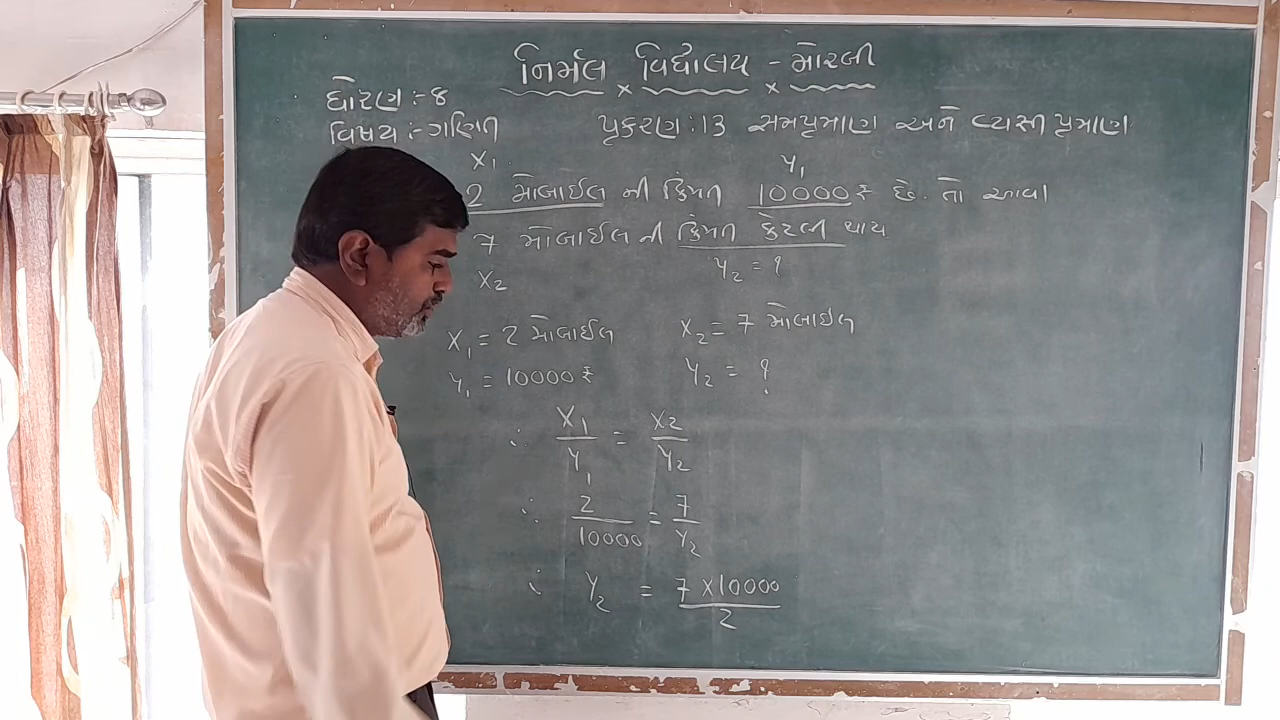 નિર્મલ વિદ્યાલય - મોરબી
ધોરણ :- ૪
વિષય :- ગણિત
પ્રકરણ : 13 સમપ્રમાણ અને વ્યસ્ત પ્રમાણ
X₁ Y₁
2 મોબાઈલ ની કિંમત 10000₹ છે. તો આવા
7 મોબાઈલ ની કિંમત કેટલી થાય
X₂ Y₂ = ?
X₁ = 2 મોબાઈલ X₂ = 7 મોબાઈલ
Y₁ = 10000 ₹ Y₂ = ?
∴ X₁/Y₁ = X₂/Y₂
∴ 2/10000 = 7/Y₂
∴ Y₂ = 7 × 10000/2